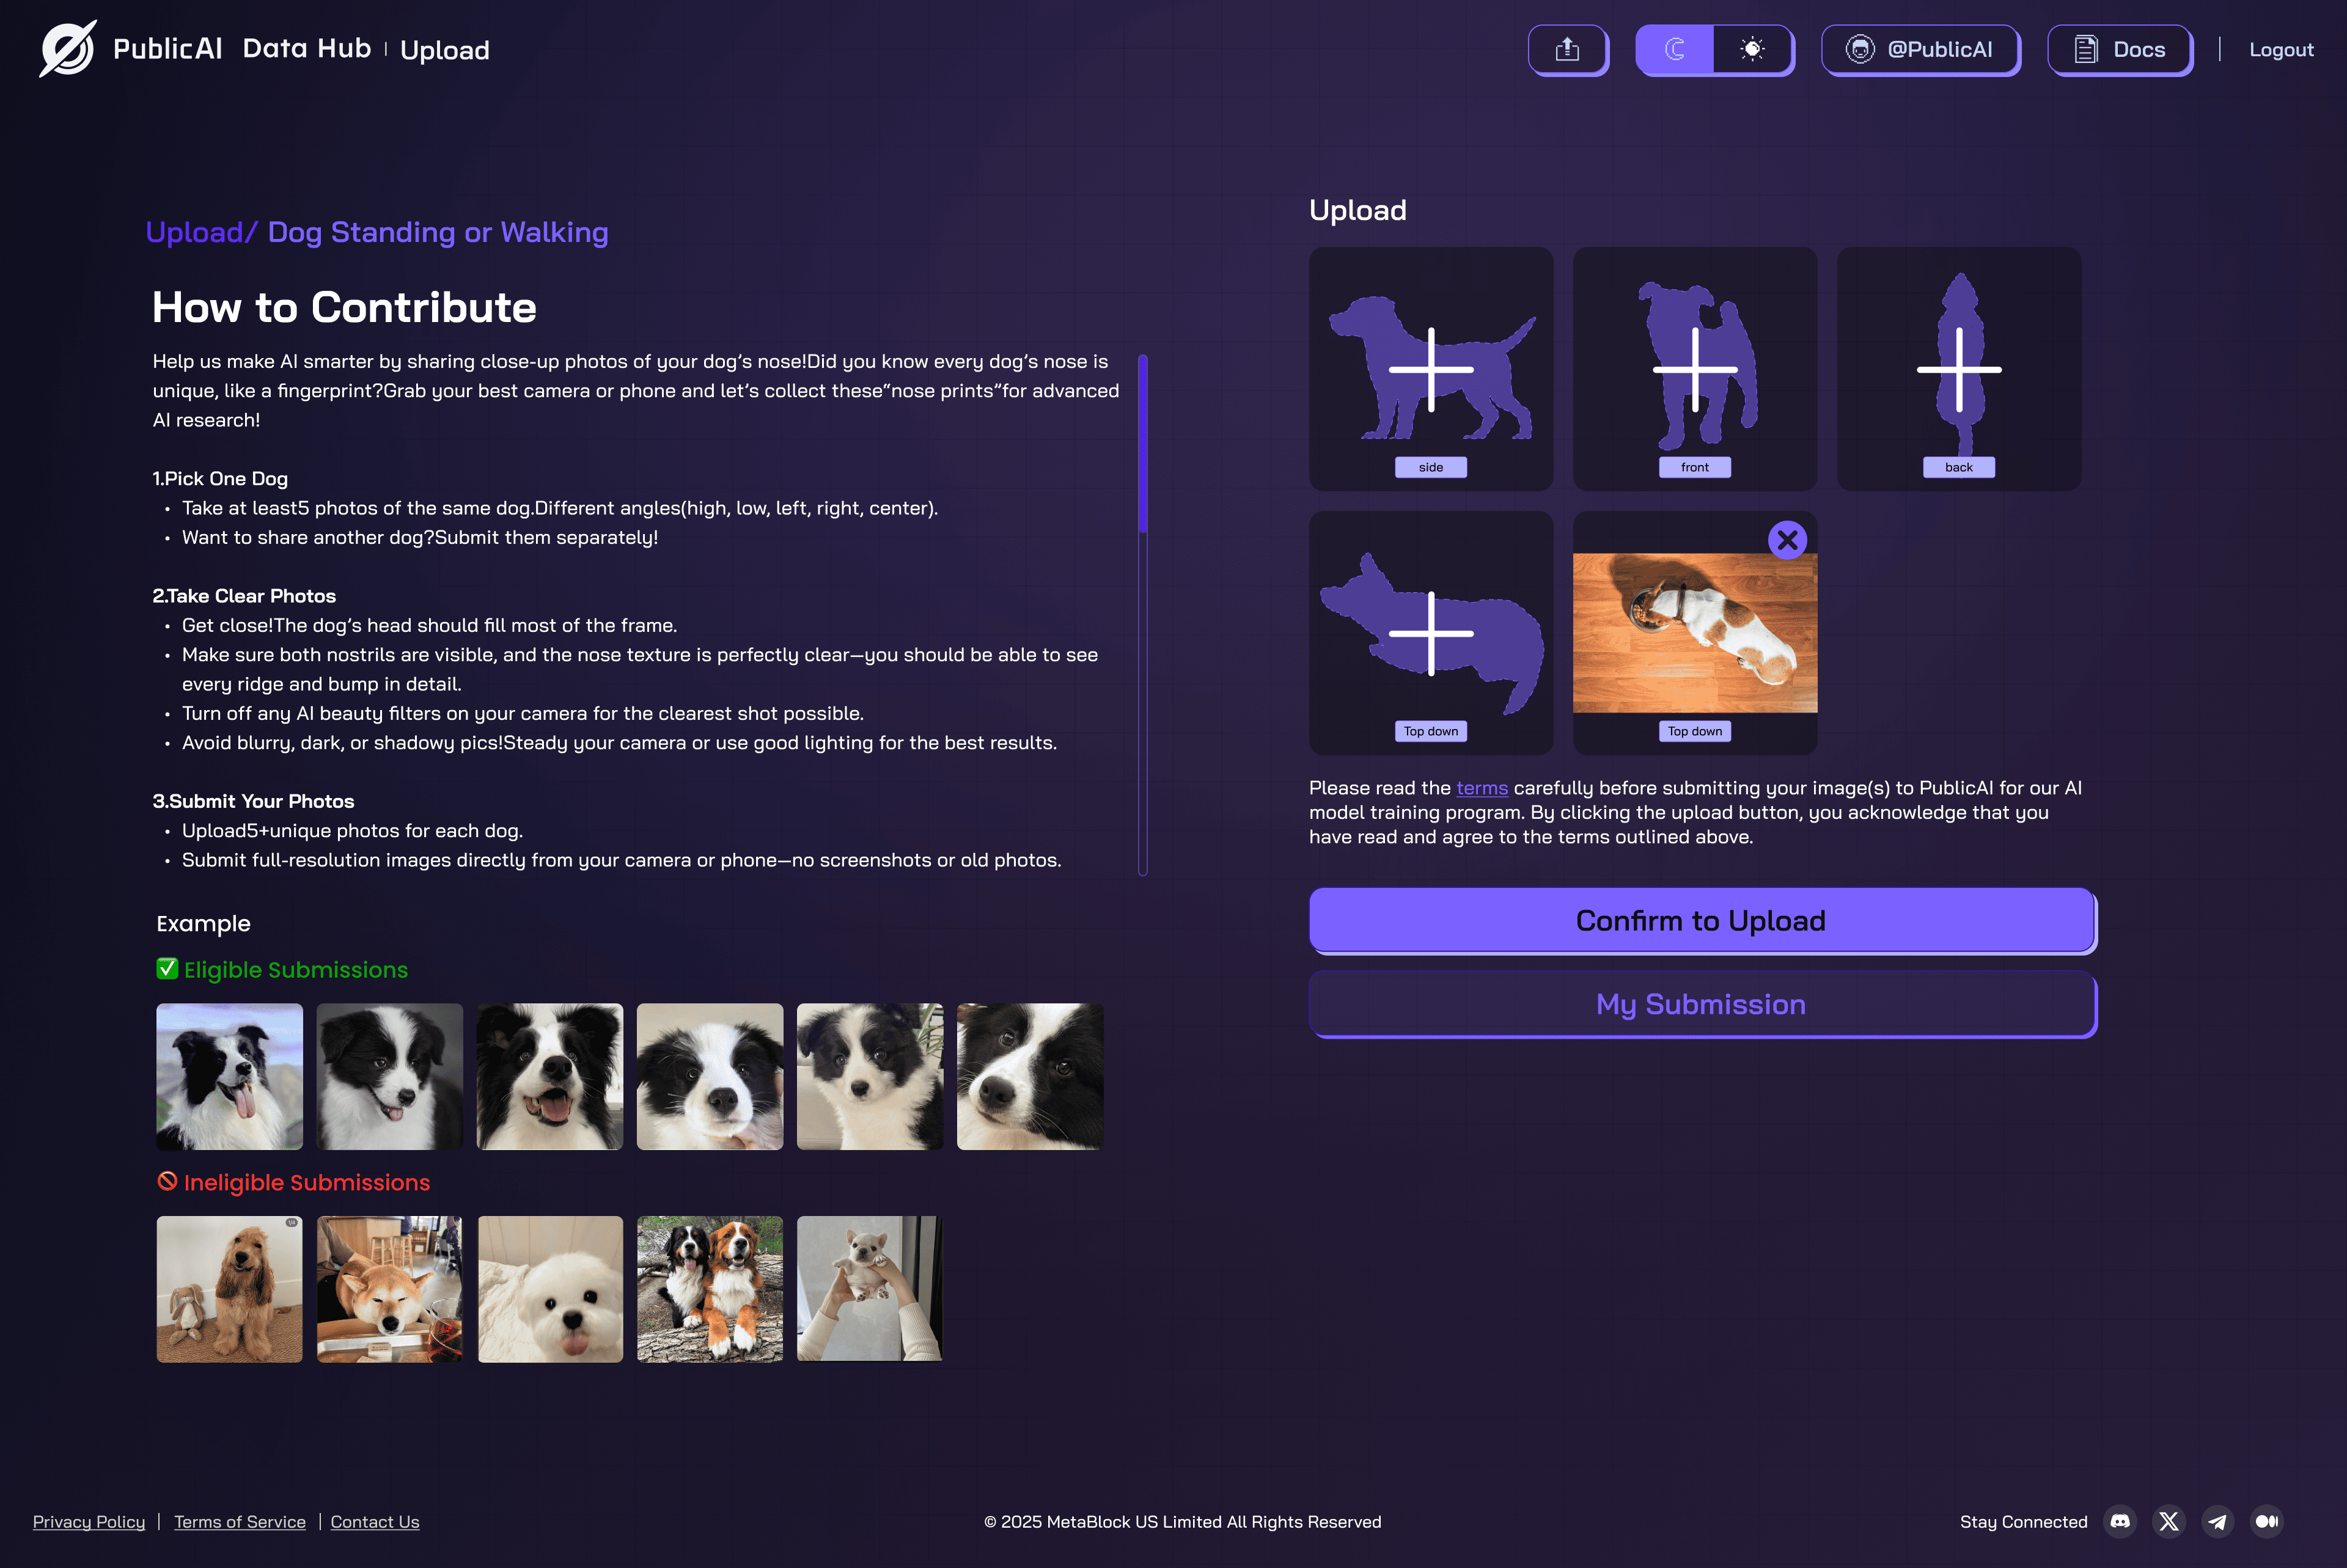 PublicAI Data Hub | Upload
@PublicAI
Docs
Logout
Upload/ Dog Standing or Walking
How to Contribute
Help us make AI smarter by sharing close-up photos of your dog’s nose!Did you know every dog’s nose is
unique, like a fingerprint?Grab your best camera or phone and let’s collect these“nose prints”for advanced
AI research!
1.Pick One Dog
• Take at least5 photos of the same dog.Different angles(high, low, left, right, center).
• Want to share another dog?Submit them separately!
2.Take Clear Photos
• Get close!The dog’s head should fill most of the frame.
• Make sure both nostrils are visible, and the nose texture is perfectly clear—you should be able to see
every ridge and bump in detail.
• Turn off any AI beauty filters on your camera for the clearest shot possible.
• Avoid blurry, dark, or shadowy pics!Steady your camera or use good lighting for the best results.
3.Submit Your Photos
• Upload5+unique photos for each dog.
• Submit full-resolution images directly from your camera or phone—no screenshots or old photos.
Example
Eligible Submissions
Ineligible Submissions
Upload
side
front
back
Top down
Top down
Please read the terms carefully before submitting your image(s) to PublicAI for our AI
model training program. By clicking the upload button, you acknowledge that you
have read and agree to the terms outlined above.
Confirm to Upload
My Submission
Privacy Policy | Terms of Service | Contact Us
© 2025 MetaBlock US Limited All Rights Reserved
Stay Connected